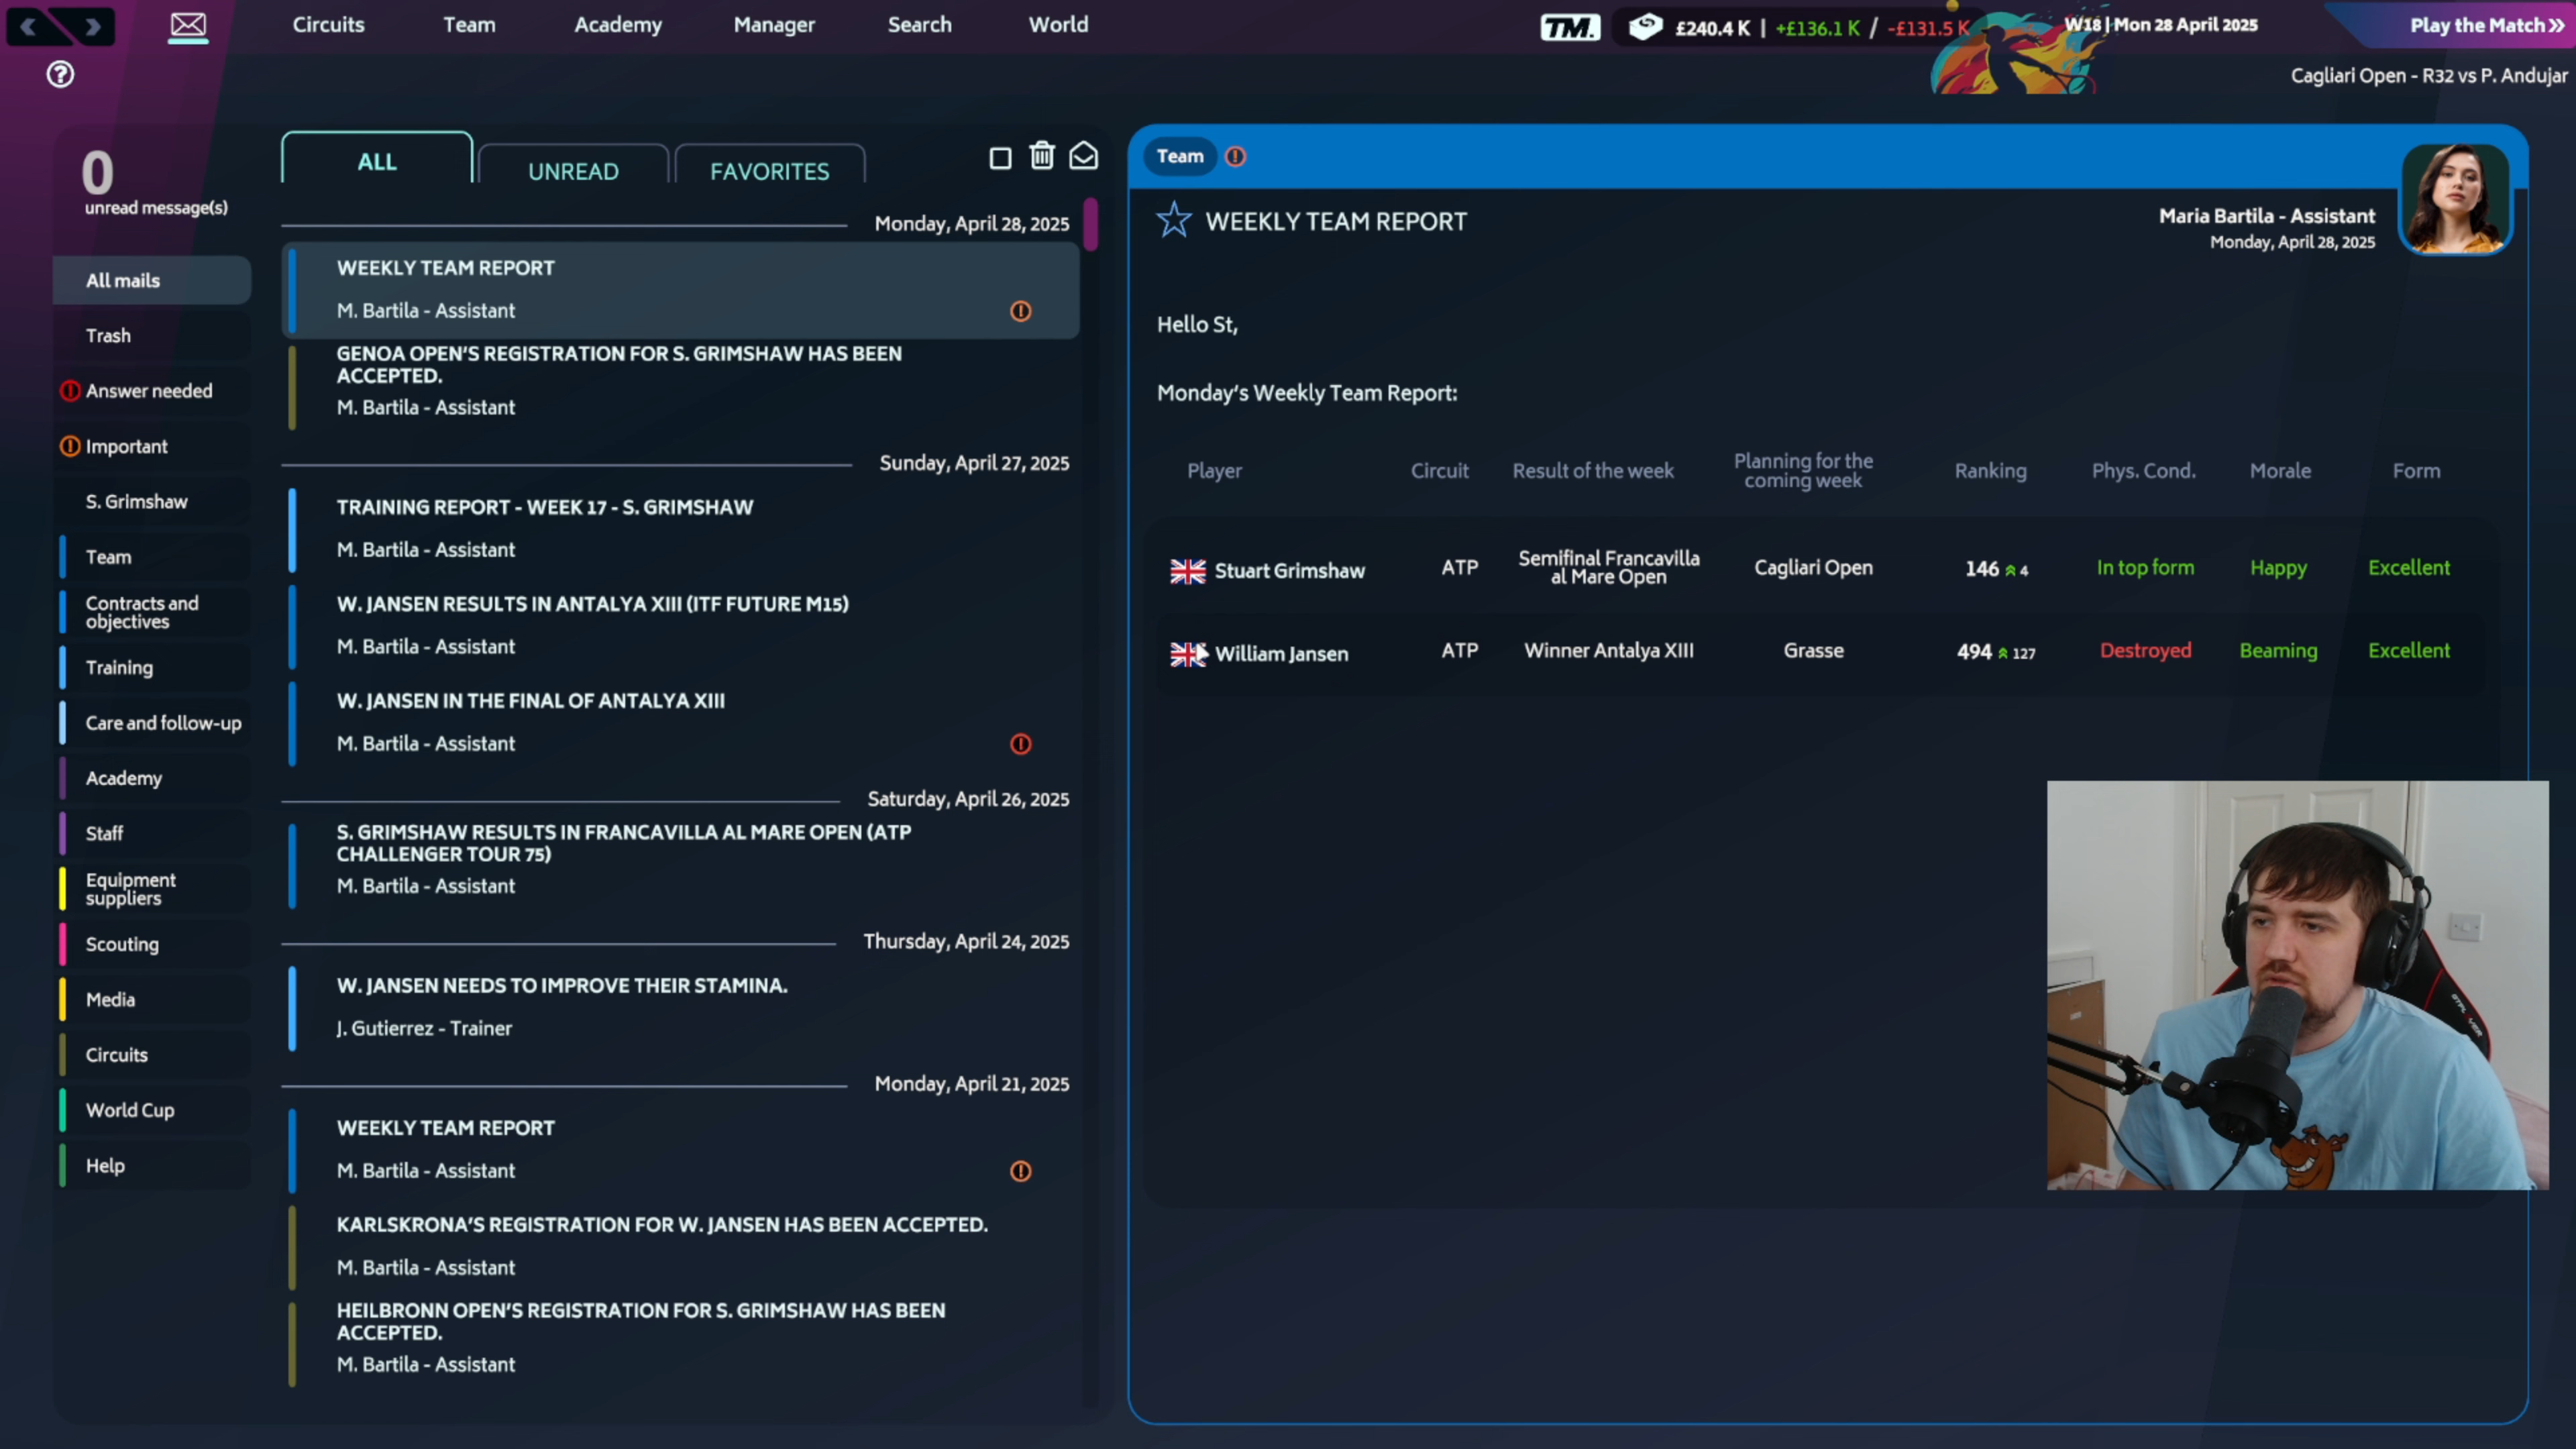 Circuits
Team
Academy
Manager
Search
World
TM.
£240.4 K | +£136.1 K / -£131.5 K
W18 | Mon 28 April 2025
Play the Match
Cagliari Open - R32 vs P. Andujar
0
unread message(s)
All mails
Trash
Answer needed
Important
S. Grimshaw
Team
Contracts and
objectives
Training
Care and follow-up
Academy
Staff
Equipment
suppliers
Scouting
Media
Circuits
World Cup
Help
ALL
UNREAD
FAVORITES
Monday, April 28, 2025
WEEKLY TEAM REPORT
M. Bartila - Assistant
GENOA OPEN'S REGISTRATION FOR S. GRIMSHAW HAS BEEN
ACCEPTED.
M. Bartila - Assistant
Sunday, April 27, 2025
TRAINING REPORT - WEEK 17 - S. GRIMSHAW
M. Bartila - Assistant
W. JANSEN RESULTS IN ANTALYA XIII (ITF FUTURE M15)
M. Bartila - Assistant
W. JANSEN IN THE FINAL OF ANTALYA XIII
M. Bartila - Assistant
Saturday, April 26, 2025
S. GRIMSHAW RESULTS IN FRANCAVILLA AL MARE OPEN (ATP
CHALLENGER TOUR 75)
M. Bartila - Assistant
Thursday, April 24, 2025
W. JANSEN NEEDS TO IMPROVE THEIR STAMINA.
J. Gutierrez - Trainer
Monday, April 21, 2025
WEEKLY TEAM REPORT
M. Bartila - Assistant
KARLSKRONA'S REGISTRATION FOR W. JANSEN HAS BEEN ACCEPTED.
M. Bartila - Assistant
HEILBRONN OPEN'S REGISTRATION FOR S. GRIMSHAW HAS BEEN
ACCEPTED.
M. Bartila - Assistant
Team
WEEKLY TEAM REPORT
Maria Bartila - Assistant
Monday, April 28, 2025
Hello St,
Monday's Weekly Team Report:
Player Circuit Result of the week Planning for the
coming week Ranking Phys. Cond. Morale Form
Stuart Grimshaw ATP Semifinal Francavilla
al Mare Open Cagliari Open 146 4 In top form Happy Excellent
William Jansen ATP Winner Antalya XIII Grasse 494 127 Destroyed Beaming Excellent